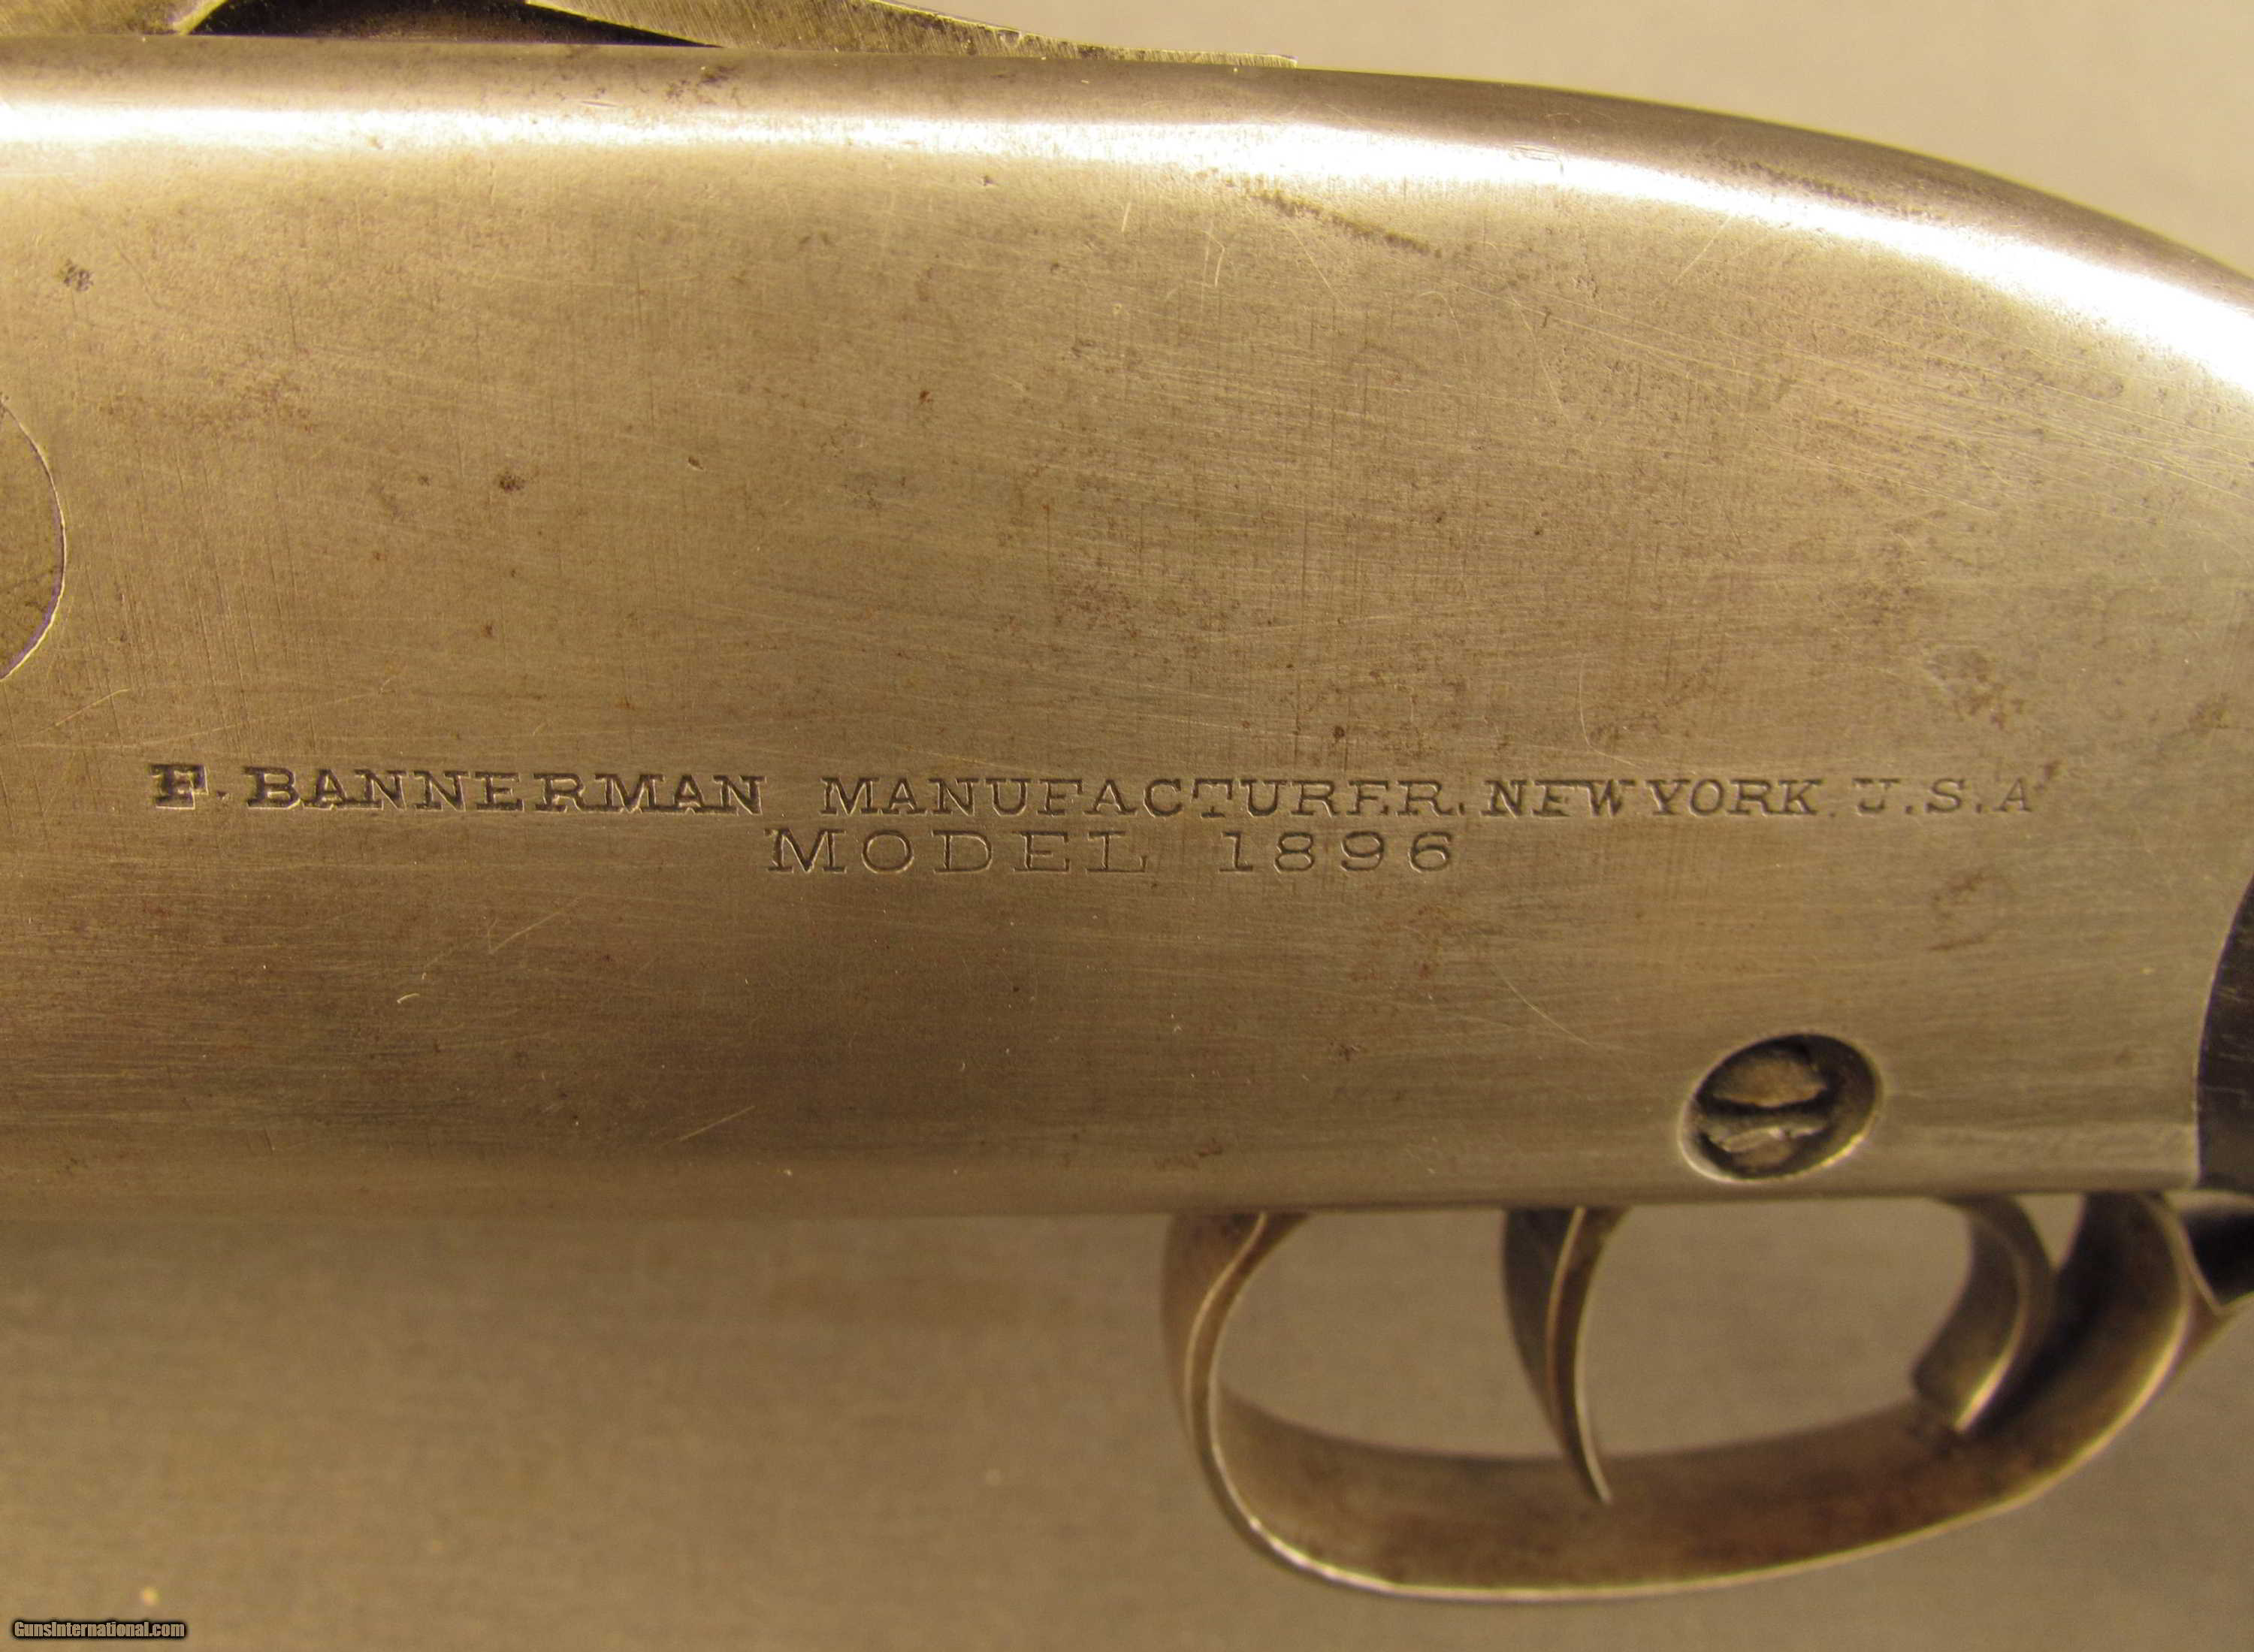 F. BANNERMAN MANUFACTURER. NEW YORK. U.S.A
MODEL 1896
GunsInternational.com